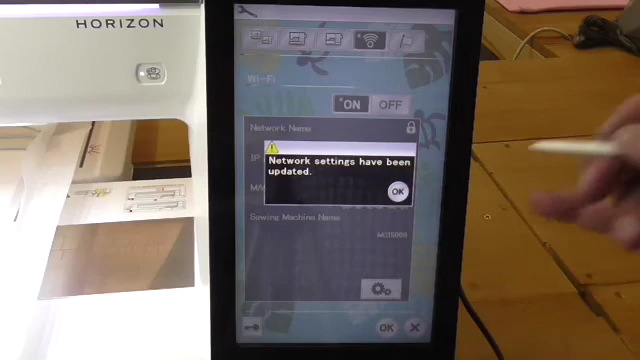 HORIZON
Wi-Fi
ON OFF
Network Name
Network settings have been
updated.
OK
Sewing Machine Name
OK